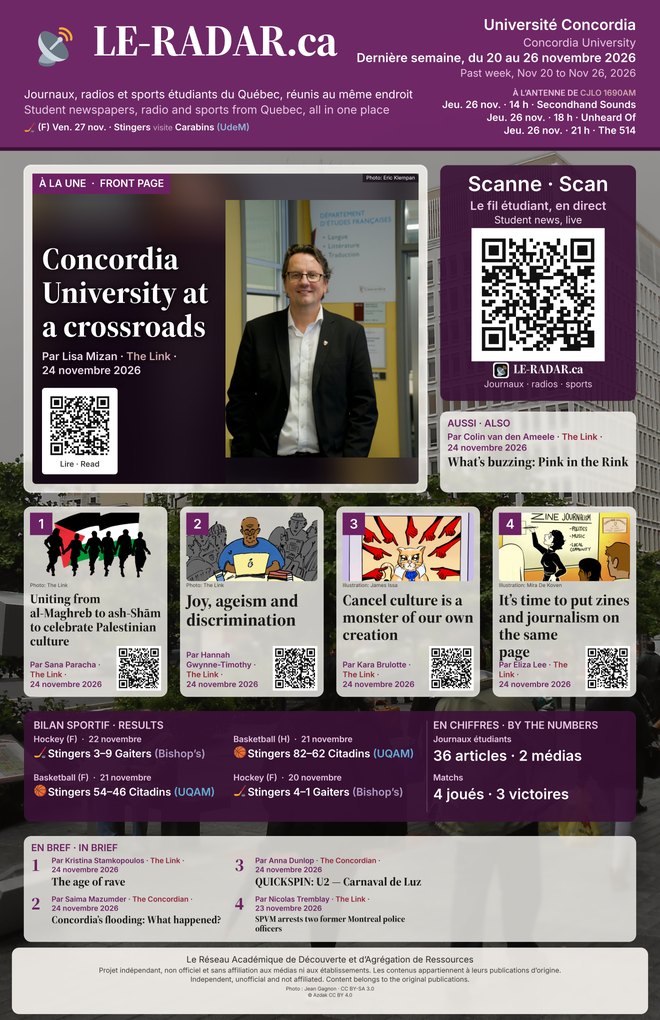 LE-RADAR.ca
Journaux, radios et sports étudiants du Québec, réunis au même endroit
Student newspapers, radio and sports from Quebec, all in one place
(F) Ven. 27 nov. · Stingers visite Carabins (UdeM)
Université Concordia
Concordia University
Dernière semaine, du 20 au 26 novembre 2026
Past week, Nov 20 to Nov 26, 2026
À L'ANTENNE DE CJLO 1690AM
Jeu. 26 nov. · 14 h · Secondhand Sounds
Jeu. 26 nov. · 18 h · Unheard Of
Jeu. 26 nov. · 21 h · The 514
À LA UNE · FRONT PAGE
Photo: Eric Klempan
DÉPARTEMENT
D'ÉTUDES FRANÇAISES
• Langue
• Littérature
• Traduction
Concordia
University at
a crossroads
Par Lisa Mizan · The Link ·
24 novembre 2026
Lire · Read
Scanne · Scan
Le fil étudiant, en direct
Student news, live
LE-RADAR.ca
Journaux · radios · sports
AUSSI · ALSO
Par Colin van den Ameele · The Link ·
24 novembre 2026
What's buzzing: Pink in the Rink
1
Photo: The Link
Uniting from
al-Maghreb to ash-Shām
to celebrate Palestinian
culture
Par Sana Paracha ·
The Link ·
24 novembre 2026
2
Photo: The Link
Joy, ageism and
discrimination
Par Hannah
Gwynne-Timothy ·
The Link ·
24 novembre 2026
3
Illustration: James Issa
Cancel culture is a
monster of our own
creation
Par Kara Brulotte ·
The Link ·
24 novembre 2026
4
ZINE JOURNALISM
- POLITICS
- MUSIC
- LOCAL
COMMUNITY
Illustration: Mira De Koven
It's time to put zines
and journalism on
the same
page
Par Eliza Lee · The
Link ·
24 novembre 2026
BILAN SPORTIF · RESULTS
Hockey (F) · 22 novembre
Stingers 3–9 Gaiters (Bishop's)
Basketball (H) · 21 novembre
Stingers 82–62 Citadins (UQAM)
Basketball (F) · 21 novembre
Stingers 54–46 Citadins (UQAM)
Hockey (F) · 20 novembre
Stingers 4–1 Gaiters (Bishop's)
EN CHIFFRES · BY THE NUMBERS
Journaux étudiants
36 articles · 2 médias
Matchs
4 joués · 3 victoires
EN BREF · IN BRIEF
1
Par Kristina Stamkopoulos · The Link ·
24 novembre 2026
The age of rave
2
Par Saima Mazumder · The Concordian ·
24 novembre 2026
Concordia's flooding: What happened?
3
Par Anna Dunlop · The Concordian ·
24 novembre 2026
QUICKSPIN: U2 — Carnaval de Luz
4
Par Nicolas Tremblay · The Link ·
23 novembre 2026
SPVM arrests two former Montreal police
officers
Le Réseau Académique de Découverte et d'Agrégation de Ressources
Projet indépendant, non officiel et sans affiliation aux médias ni aux établissements. Les contenus appartiennent à leurs publications d'origine.
Independent, unofficial and not affiliated. Content belongs to the original publications.
Photo : Jean Gagnon · CC BY-SA 3.0
© Azdak CC BY 4.0